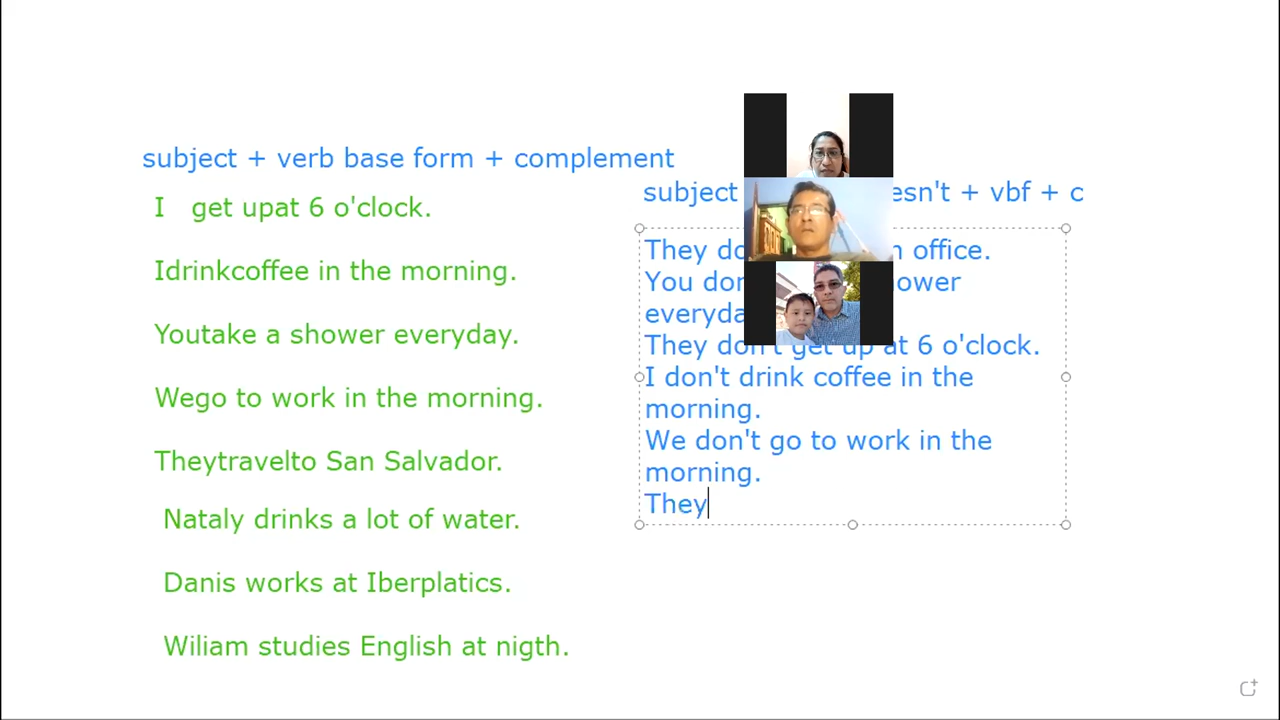 subject + verb base form + complement
I get upat 6 o'clock.
Idrinkcoffee in the morning.
Youtake a shower everyday.
Wego to work in the morning.
Theytravelto San Salvador.
Nataly drinks a lot of water.
Danis works at Iberplatics.
Wiliam studies English at nigth.
subject esn't + vbf + c
They do office.
You don ower
everyda
They don't get up at 6 o'clock.
I don't drink coffee in the
morning.
We don't go to work in the
morning.
They